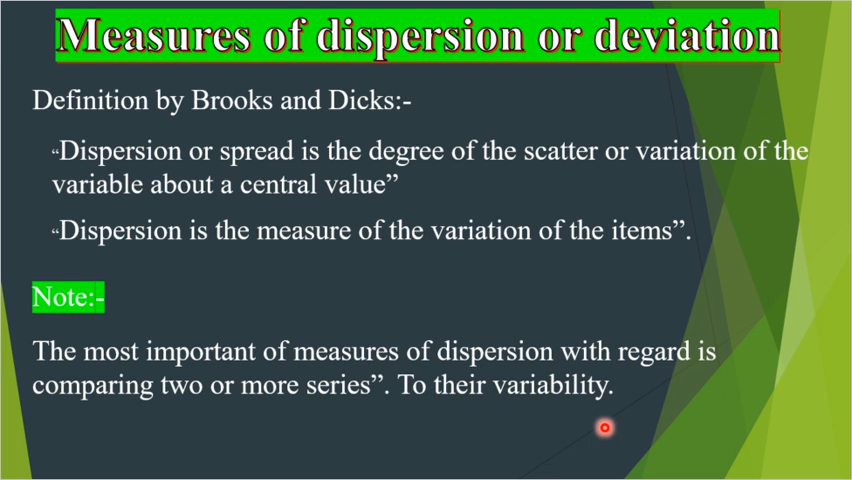 Measures of dispersion or deviation
Definition by Brooks and Dicks:-
“Dispersion or spread is the degree of the scatter or variation of the
variable about a central value”
“Dispersion is the measure of the variation of the items”.
Note:-
The most important of measures of dispersion with regard is
comparing two or more series”. To their variability.